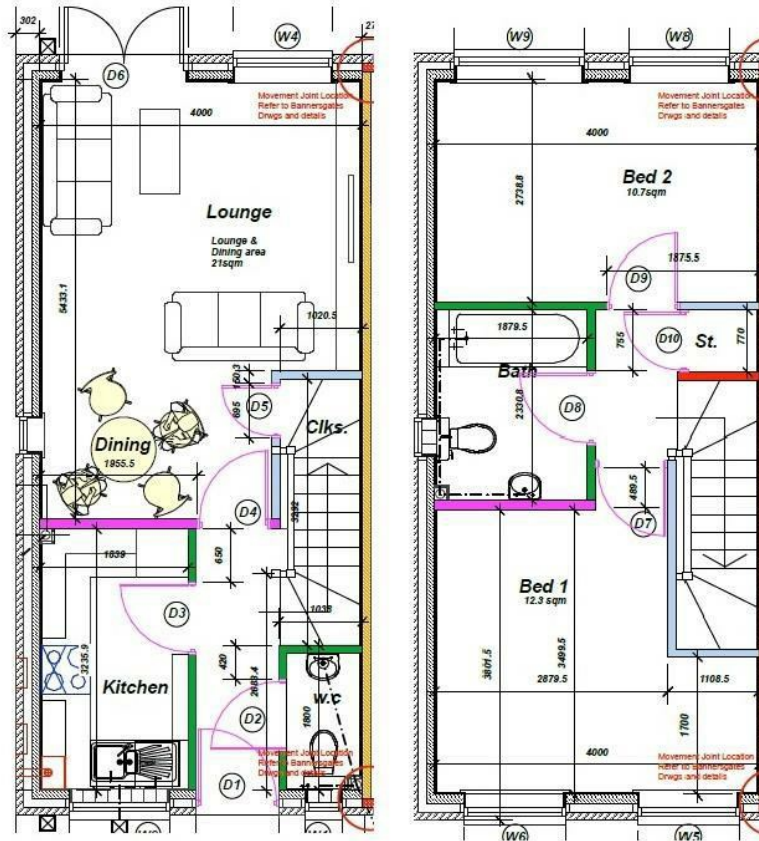 302
27
W4
D6
Movement Joint Location
Refer to Bannersgates
Drwgs and details
4000
Lounge
Lounge &
Dining area
21sqm
5433.1
1020.5
150.3
D5
695
Clks.
Dining
1955.5
D4
3292
1839
650
D3
1038
3235.9
420
2683.4
Kitchen
W.C
D2
1800
Movement Joint Location
Refer to Bannersgates
Drwgs and details
D1
W9
W8
Movement Joint Location
Refer to Bannersgates
Drwgs and details
4000
2738.8
Bed 2
10.7sqm
1875.5
D9
1879.5
755
D10
St.
770
Bath
2330.8
D8
489.5
D7
Bed 1
12.3 sqm
3801.5
3499.5
2879.5
1108.5
1700
4000
Movement Joint Location
Refer to Bannersgates
Drwgs and details
W6
W5